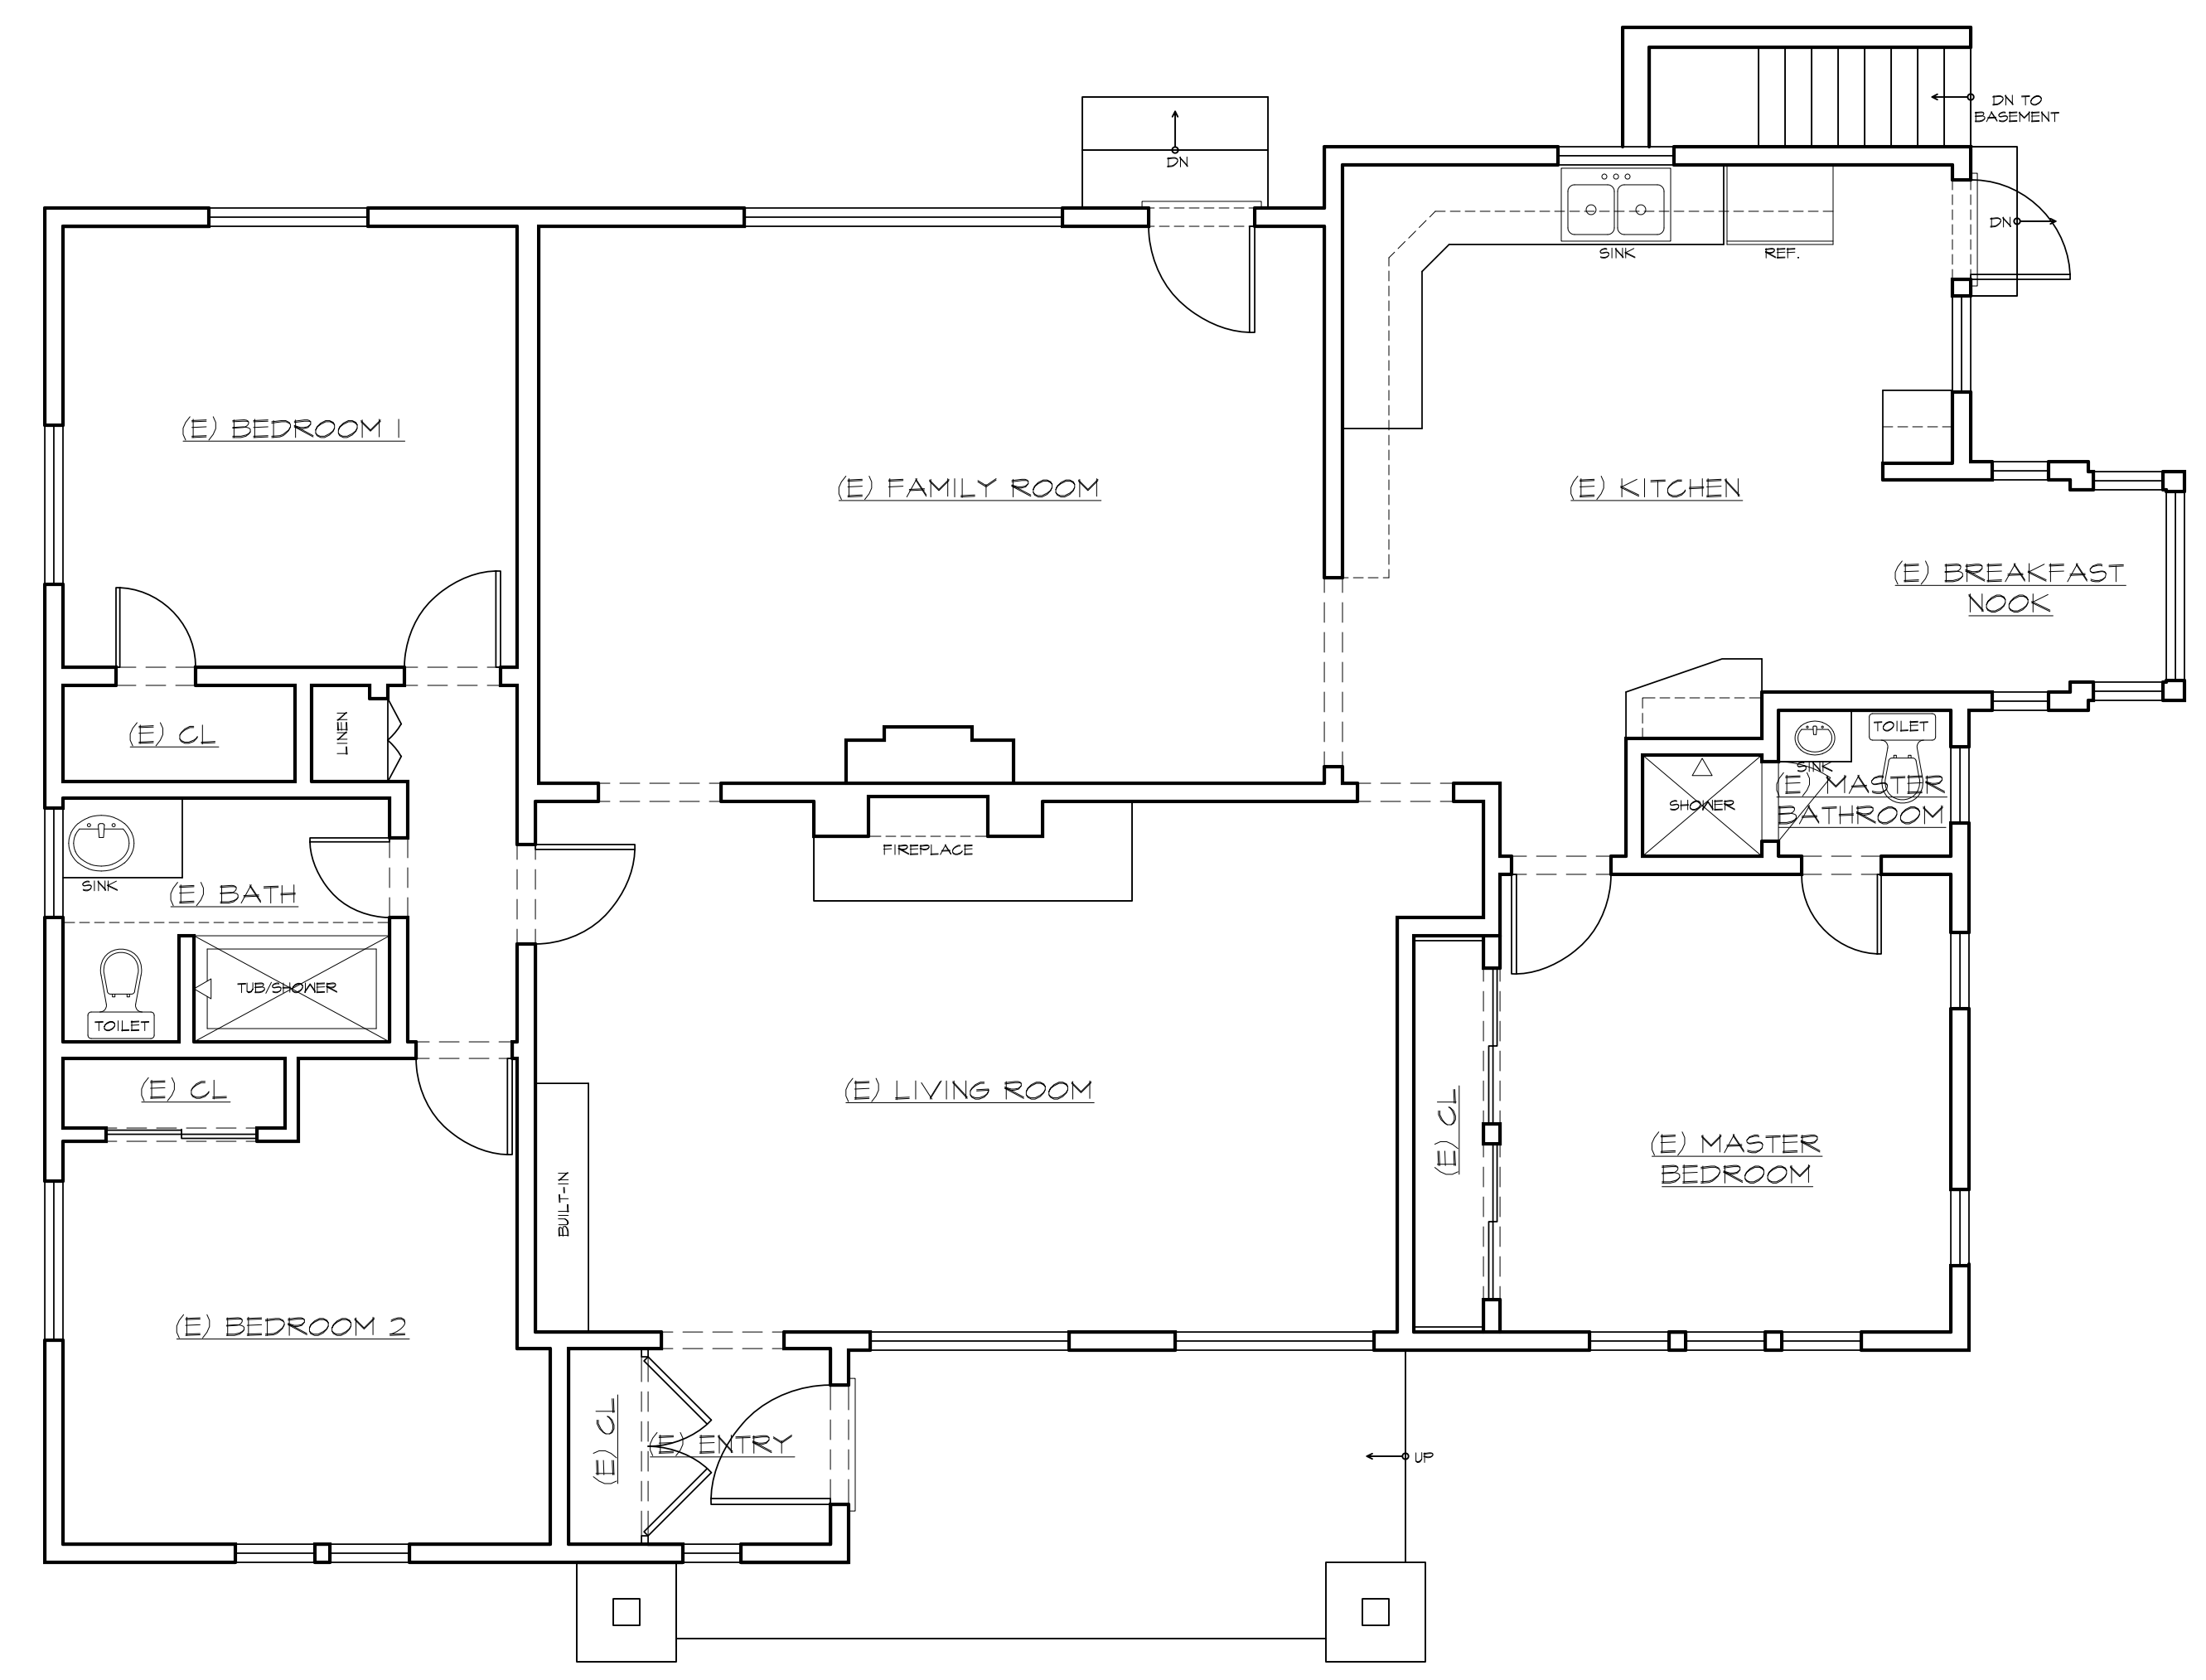 DN TO
BASEMENT
DN
DN
SINK
REF.
(E) BEDROOM 1
(E) FAMILY ROOM
(E) KITCHEN
(E) BREAKFAST
NOOK
(E) CL
LINEN
TOILET
SINK
(E) MASTER
BATHROOM
SHOWER
FIREPLACE
SINK
(E) BATH
TUB/SHOWER
TOILET
(E) CL
(E) LIVING ROOM
(E) CL
(E) MASTER
BEDROOM
BUILT-IN
(E) BEDROOM 2
(E) CL
(E) ENTRY
UP